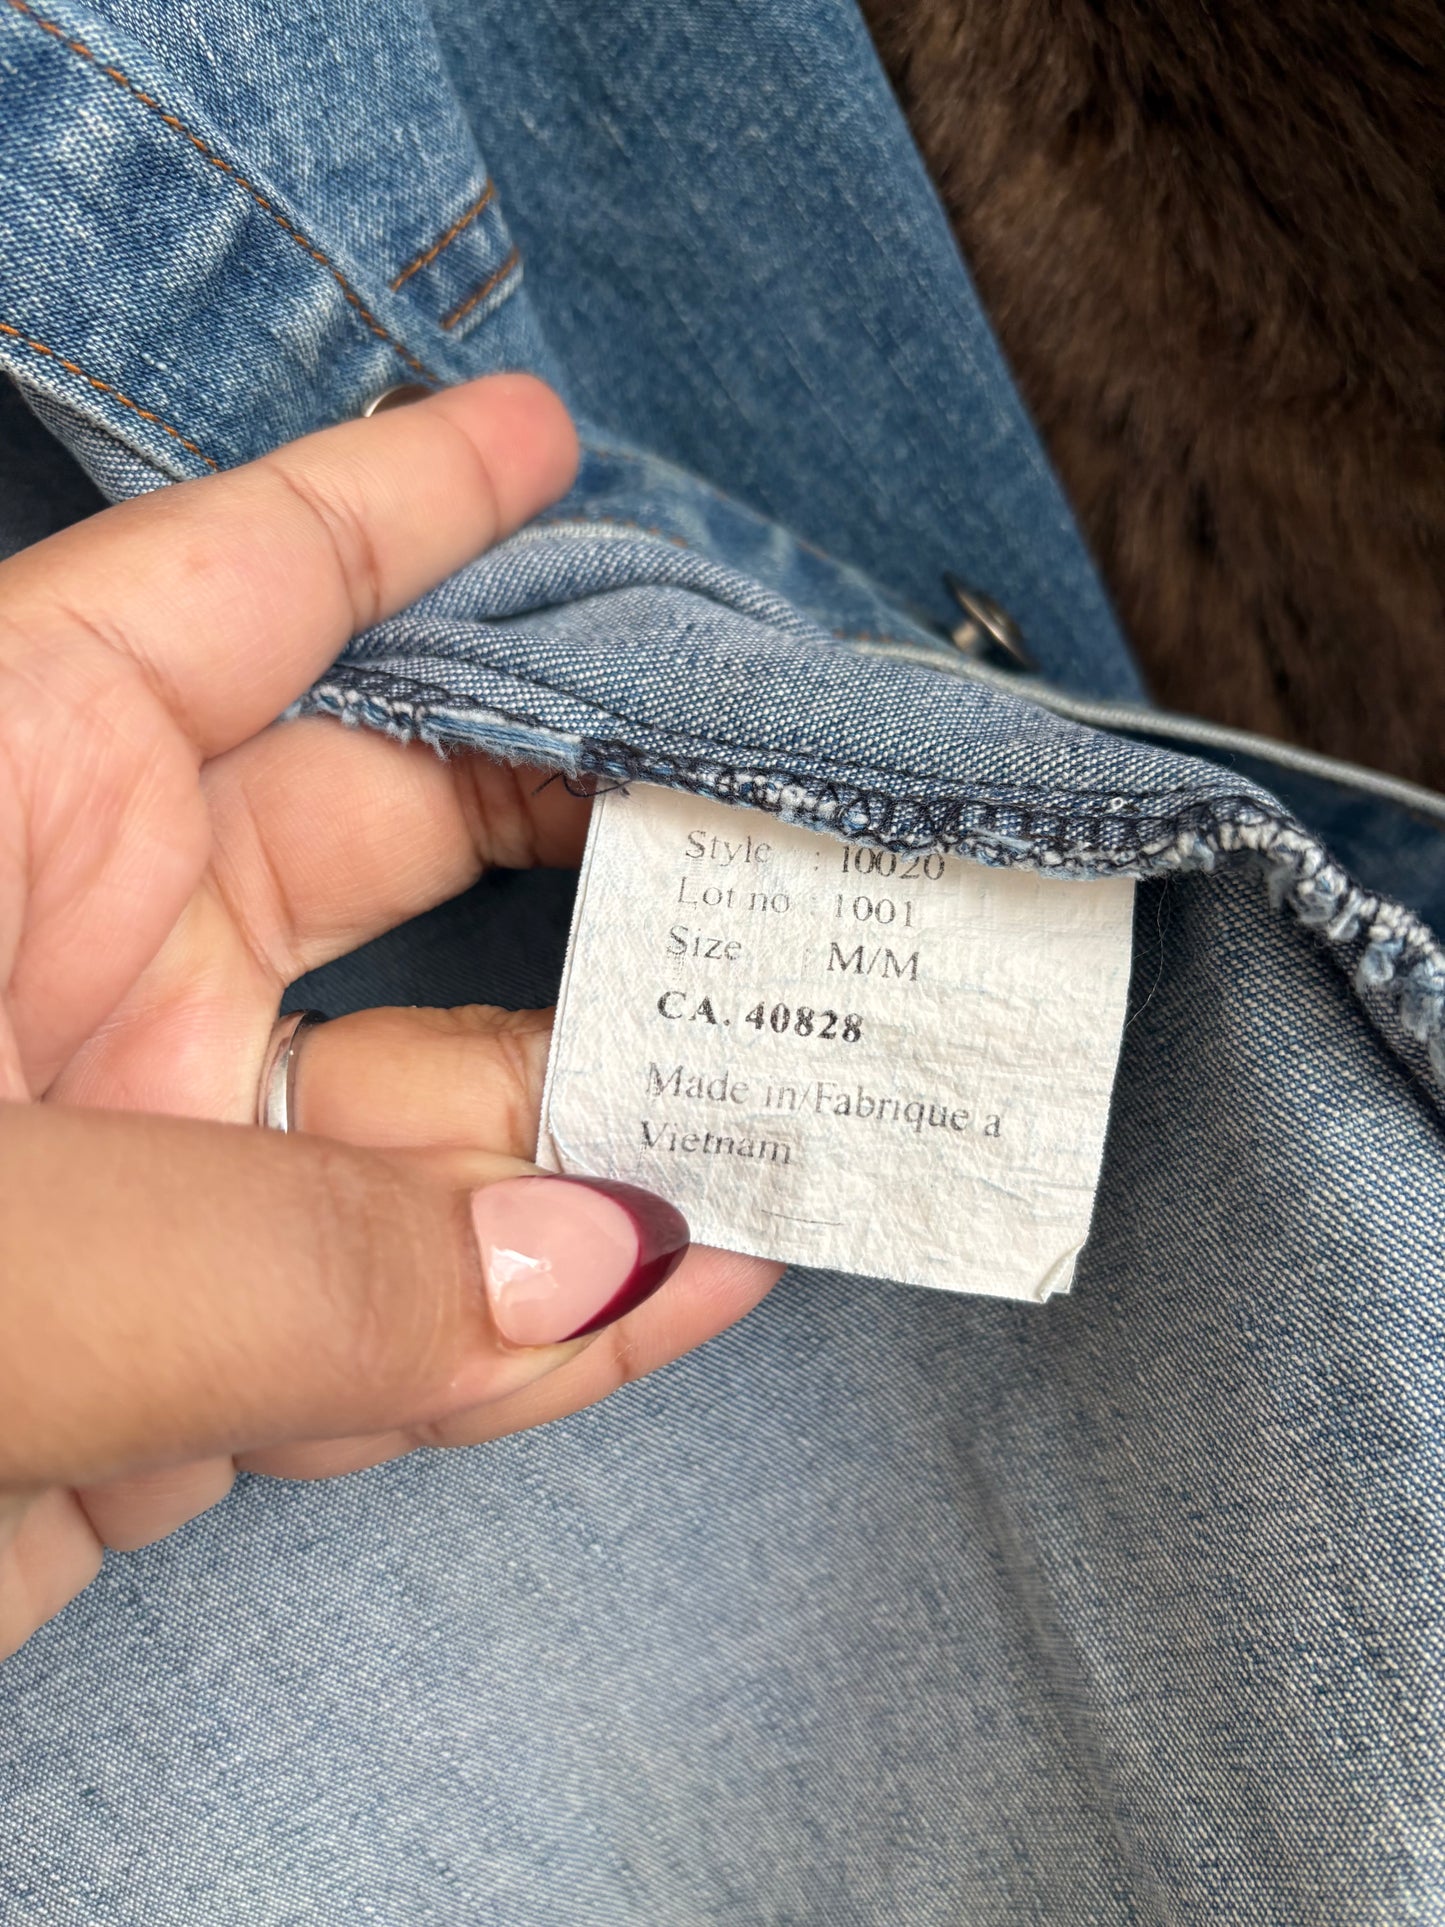 Style : 10020
Lot no : 1001
Size : M/M
CA. 40828
Made in/Fabrique a
Vietnam